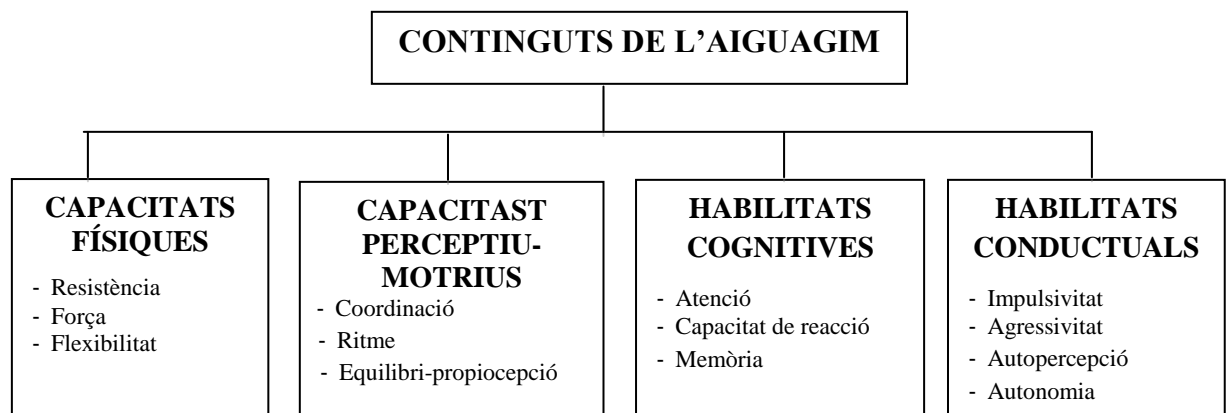 CONTINGUTS DE L'AIGUAGIM
CAPACITATS
FÍSIQUES
- Resistència
- Força
- Flexibilitat
CAPACITAST
PERCEPTIU-
MOTRIUS
- Coordinació
- Ritme
- Equilibri-propiocepció
HABILITATS
COGNITIVES
- Atenció
- Capacitat de reacció
- Memòria
HABILITATS
CONDUCTUALS
- Impulsivitat
- Agressivitat
- Autopercepció
- Autonomia